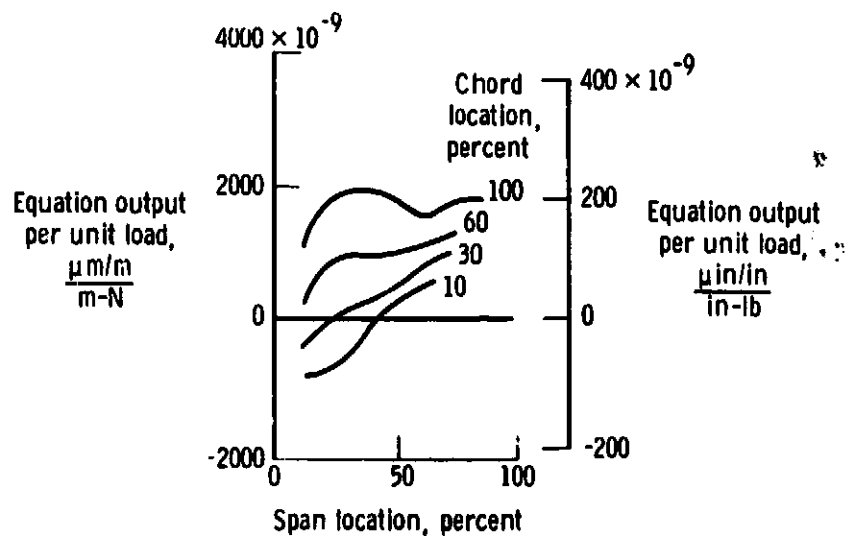 4000 × 10⁻⁹
2000
0
-2000
Equation output
per unit load,
μm/m
m-N
0
50
100
Span location, percent
Chord
location,
percent
100
60
30
10
400 × 10⁻⁹
200
0
-200
Equation output
per unit load,
μin/in
in-lb